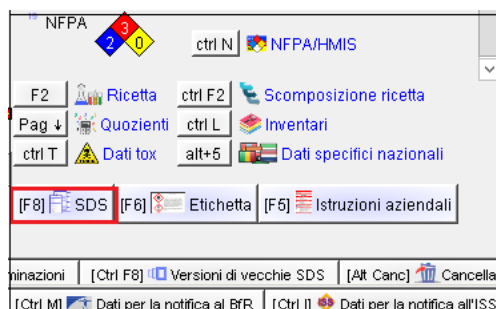 NFPA
3
2 0
ctrl N NFPA/HMIS
F2 Ricetta ctrl F2 Scomposizione ricetta
Pag ↓ Quozienti ctrl L Inventari
ctrl T Dati tox alt+5 Dati specifici nazionali
[F8] SDS [F6] Etichetta [F5] Istruzioni aziendali
minazioni [Ctrl F8] Versioni di vecchie SDS [Alt Canc] Cancella
[Ctrl M] Dati per la notifica al BfR [Ctrl I] Dati per la notifica all'ISS